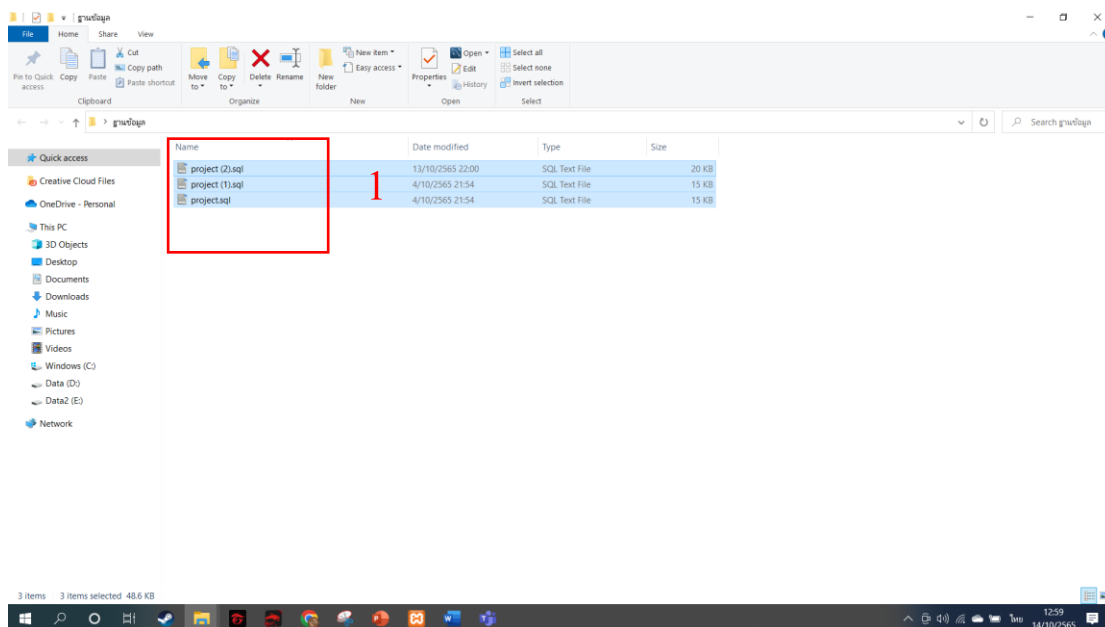 ฐานข้อมูล
File Home Share View
Pin to Quick access
Copy
Paste
Cut
Copy path
Paste shortcut
Clipboard
Move to
Copy to
Delete
Rename
Organize
New folder
New item
Easy access
New
Properties
Open
Edit
History
Open
Select all
Select none
Invert selection
Select
ฐานข้อมูล
Search ฐานข้อมูล
Quick access
Creative Cloud Files
OneDrive - Personal
This PC
3D Objects
Desktop
Documents
Downloads
Music
Pictures
Videos
Windows (C:)
Data (D:)
Data2 (E:)
Network
Name Date modified Type Size
project (2).sql 13/10/2565 22:00 SQL Text File 20 KB
project (1).sql 4/10/2565 21:54 SQL Text File 15 KB
project.sql 4/10/2565 21:54 SQL Text File 15 KB
1
3 items 3 items selected 48.6 KB
ไทย
12:59
14/10/2565